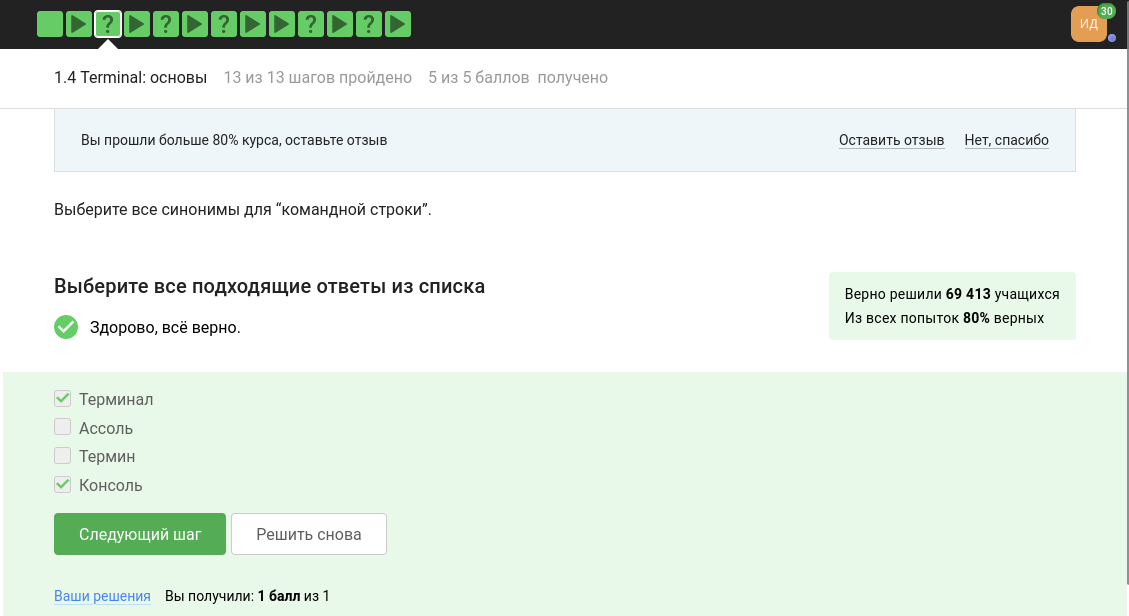 ? ? ? ?
ИД
30
1.4 Terminal: основы 13 из 13 шагов пройдено 5 из 5 баллов получено
Вы прошли больше 80% курса, оставьте отзыв Оставить отзыв Нет, спасибо
Выберите все синонимы для “командной строки”.
Выберите все подходящие ответы из списка
Здорово, всё верно.
Верно решили 69 413 учащихся
Из всех попыток 80% верных
Терминал
Ассоль
Термин
Консоль
Следующий шаг Решить снова
Ваши решения Вы получили: 1 балл из 1